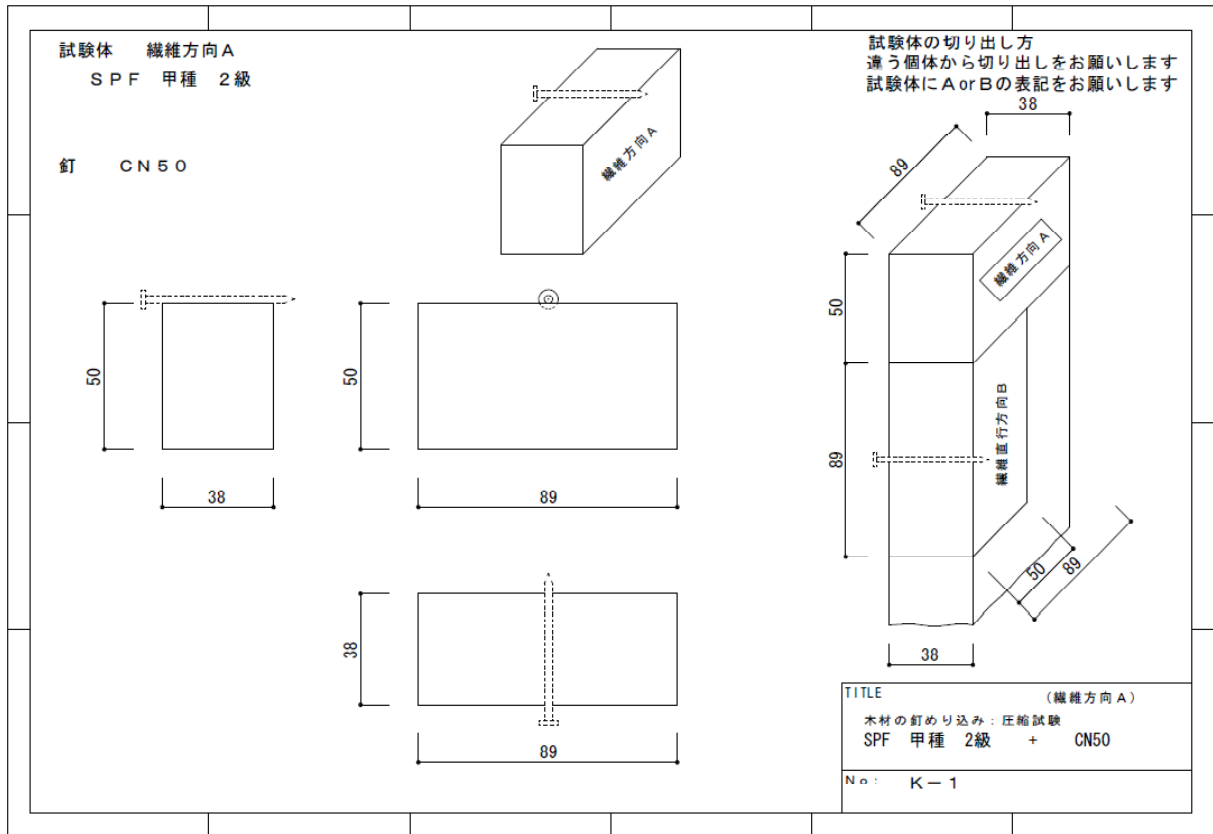 試験体　繊維方向A
ＳＰＦ　甲種　２級
釘　ＣＮ５０
試験体の切り出し方
違う個体から切り出しをお願いします
試験体にAorBの表記をお願いします
繊維方向A
38
89
繊維方向A
50
89
繊維直行方向B
50
89
38
50
38
50
89
38
89
TITLE
(繊維方向A)
木材の釘めり込み：圧縮試験
SPF　甲種　2級　+　CN50
No:　K－1